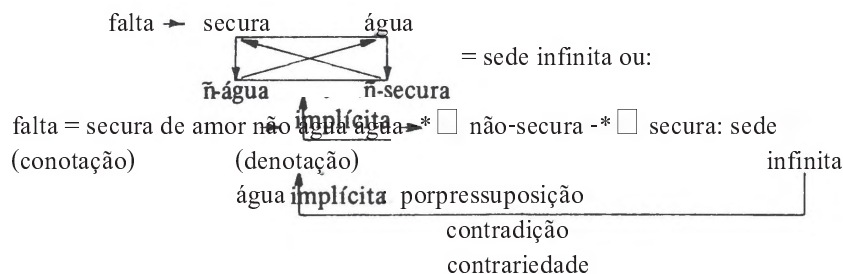 falta → secura água
= sede infinita ou:
ñ-água ñ-secura
implícita
falta = secura de amor → não água água → * □ não-secura -* □ secura: sede
(conotação) (denotação) infinita
água implícita porpressuposição
contradição
contrariedade